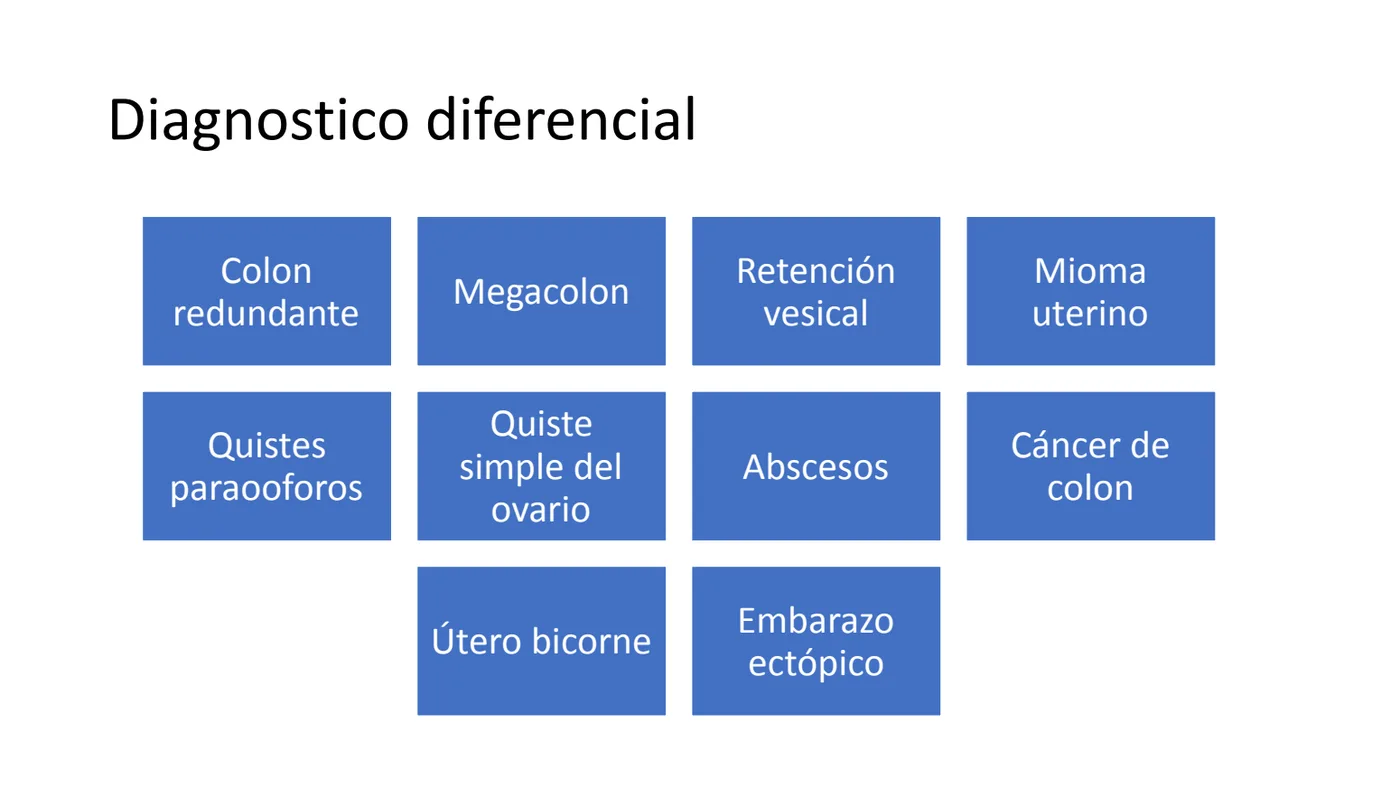 Diagnostico diferencial
Colon
redundante
Megacolon
Retención
vesical
Mioma
uterino
Quistes
paraooforos
Quiste
simple del
ovario
Abscesos
Cáncer de
colon
Útero bicorne
Embarazo
ectópico